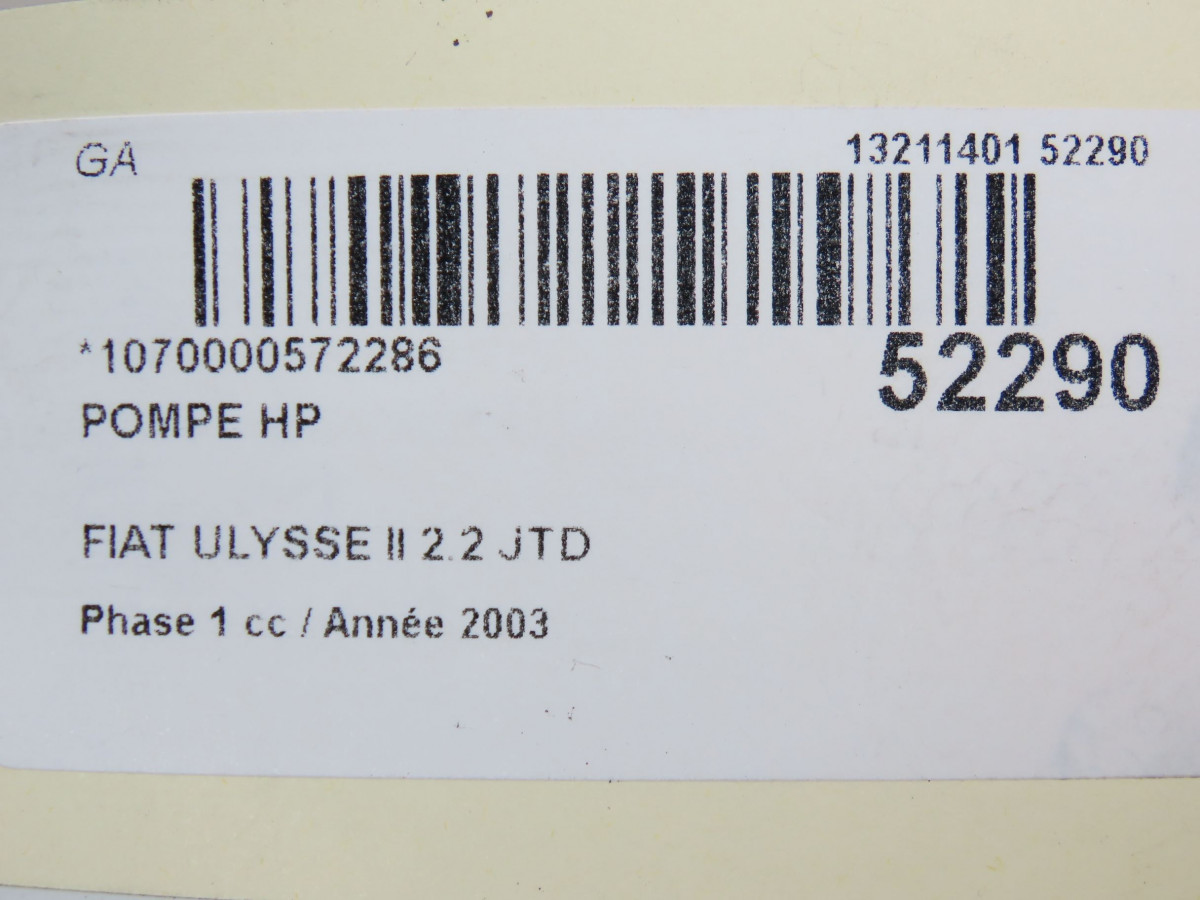 GA
13211401 52290
*1070000572286
52290
POMPE HP
FIAT ULYSSE II 2.2 JTD
Phase 1 cc / Année 2003